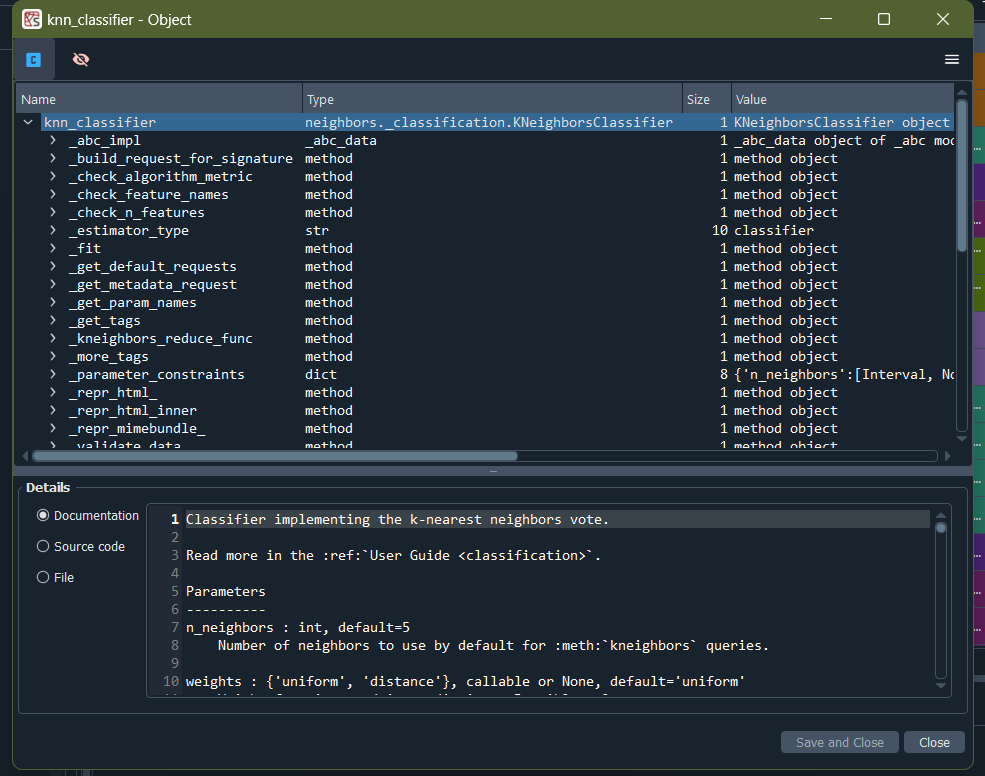 knn_classifier - Object
Name Type Size Value
knn_classifier neighbors._classification.KNeighborsClassifier 1 KNeighborsClassifier object
_abc_impl _abc_data 1 _abc_data object of _abc
_build_request_for_signature method 1 method object
_check_algorithm_metric method 1 method object
_check_feature_names method 1 method object
_check_n_features method 1 method object
_estimator_type str 10 classifier
_fit method 1 method object
_get_default_requests method 1 method object
_get_metadata_request method 1 method object
_get_param_names method 1 method object
_get_tags method 1 method object
_kneighbors_reduce_func method 1 method object
_more_tags method 1 method object
_parameter_constraints dict 8 {'n_neighbors':[Interval,
_repr_html_ method 1 method object
_repr_html_inner method 1 method object
_repr_mimebundle_ method 1 method object
_validate_data method 1 method object
Details
Documentation
Source code
File
1 Classifier implementing the k-nearest neighbors vote.
2
3 Read more in the :ref:`User Guide <classification>`.
4
5 Parameters
6 ----------
7 n_neighbors : int, default=5
8 Number of neighbors to use by default for :meth:`kneighbors` queries.
9
10 weights : {'uniform', 'distance'}, callable or None, default='uniform'
Save and Close Close